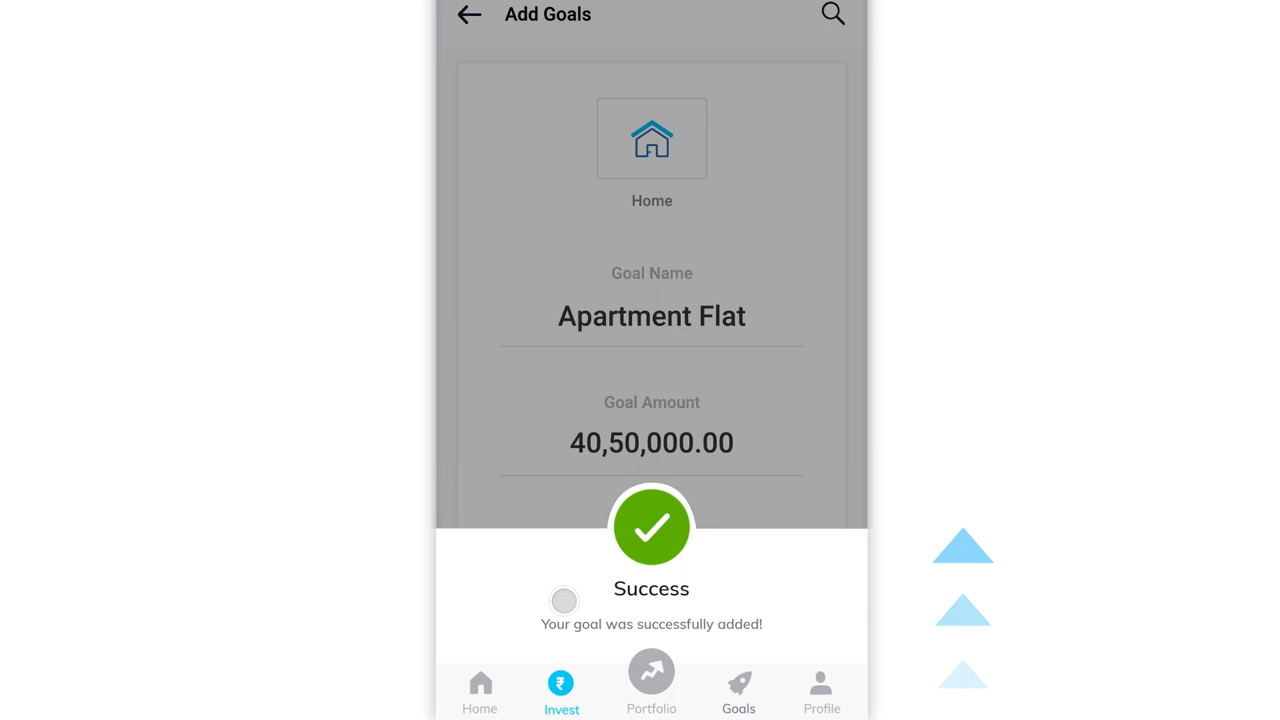 Add Goals
Home
Goal Name
Apartment Flat
Goal Amount
40,50,000.00
Success
Your goal was successfully added!
₹
Home
Invest
Portfolio
Goals
Profile